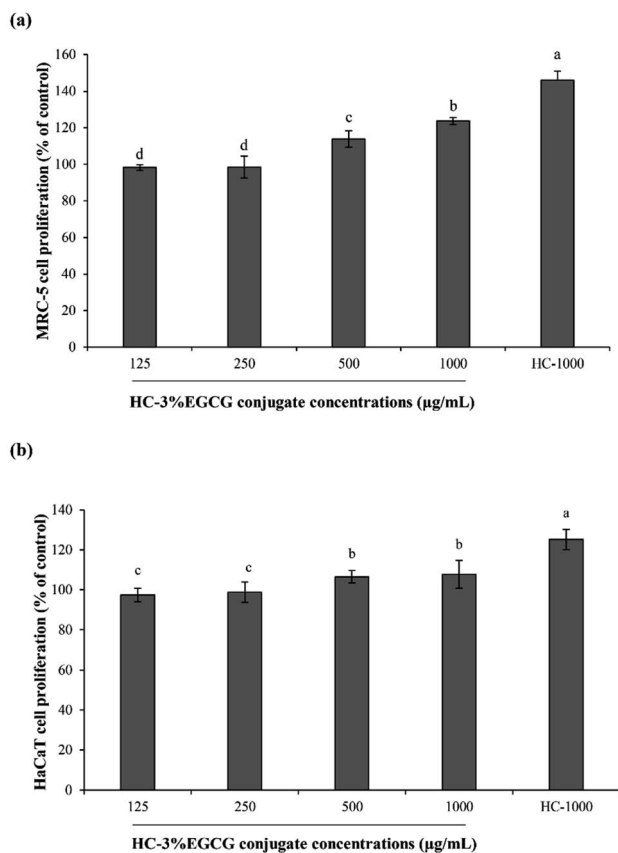 (a)
MRC-5 cell proliferation (% of control)
160
140
120
100
80
60
40
20
0
d
d
c
b
a
125 250 500 1000 HC-1000
HC-3%EGCG conjugate concentrations (µg/mL)
(b)
HaCaT cell proliferation (% of control)
140
120
100
80
60
40
20
0
c
c
b
b
a
125 250 500 1000 HC-1000
HC-3%EGCG conjugate concentrations (µg/mL)